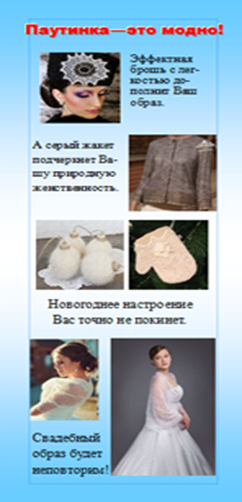 Паутинка—это модно!
Эффектная
брошь с лег-
костью до-
полнит Ваш
образ.
А серый жакет
подчеркнет Ва-
шу природную
женственность.
Новогоднее настроение
Вас точно не покинет.
Свадебный
образ будет
неповторим!